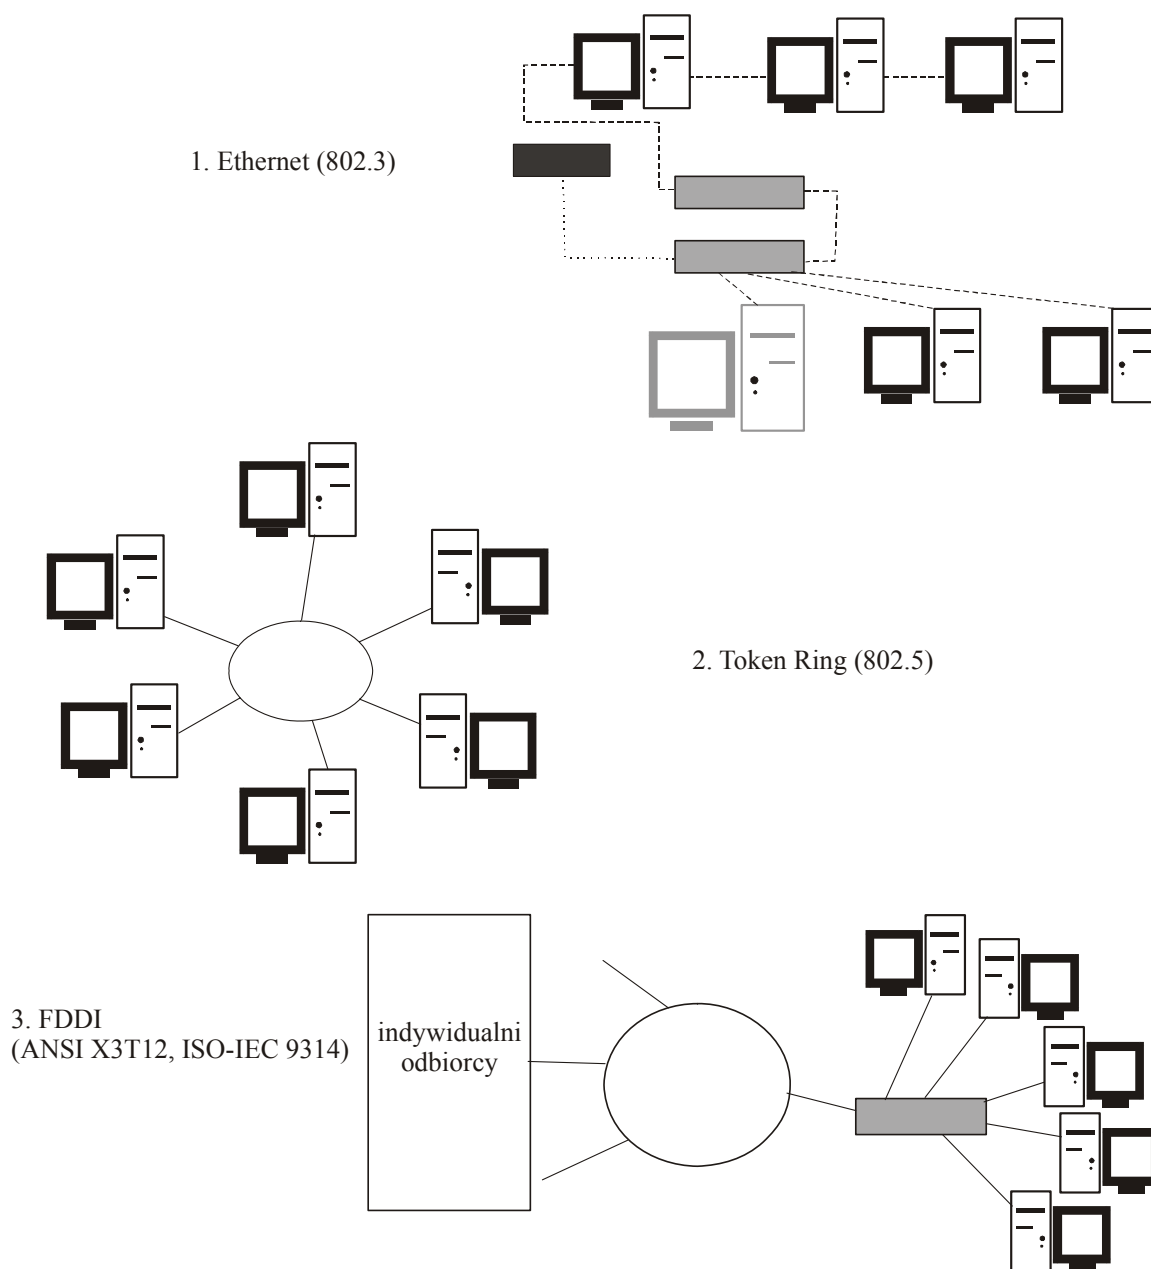 1. Ethernet (802.3)
2. Token Ring (802.5)
3. FDDI
(ANSI X3T12, ISO-IEC 9314)
indywidualni
odbiorcy